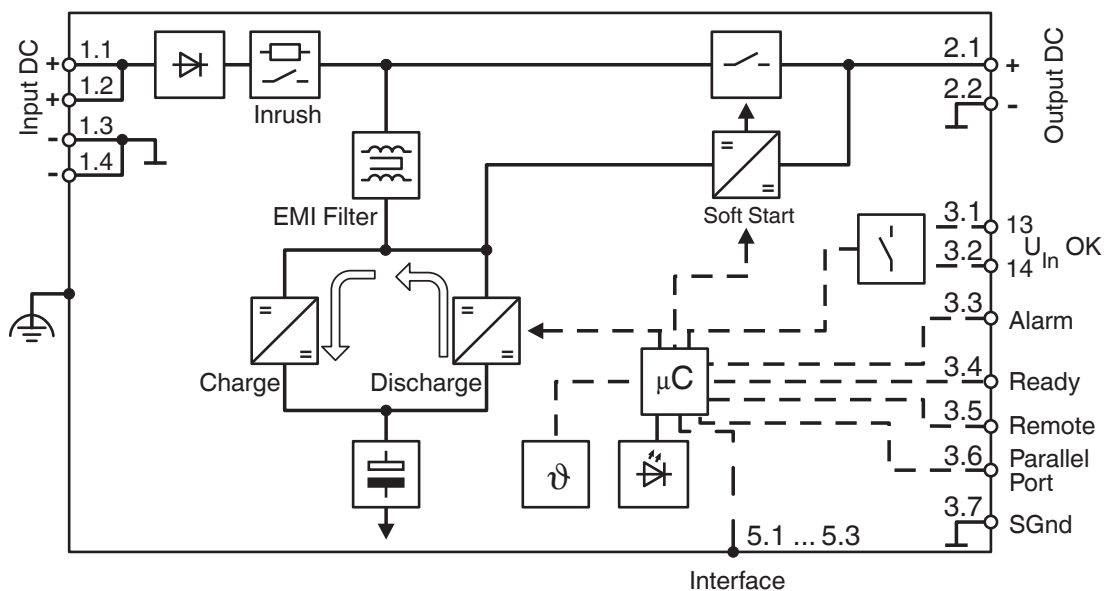 Input DC
+ 1.1
+ 1.2
- 1.3
- 1.4
Inrush
EMI Filter
Charge
Discharge
= =
= =
= =
Soft Start
2.1 +
2.2 -
Output DC
3.1 13
3.2 14
UIn OK
3.3 Alarm
3.4 Ready
3.5 Remote
3.6 Parallel
Port
3.7 SGnd
µC
ϑ
5.1 ... 5.3
Interface